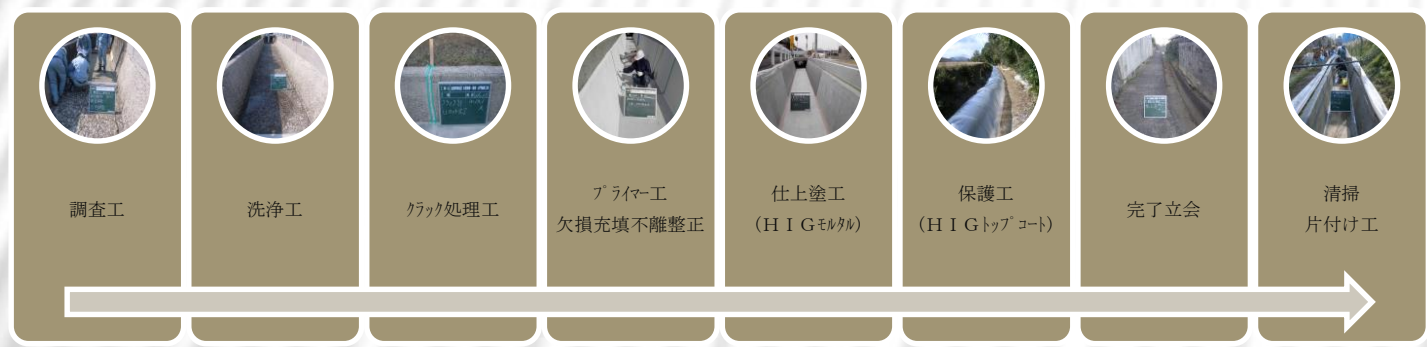 調査工
洗浄工
ｸﾗｯｸ処理工
ﾌﾟﾗｲﾏｰ工
欠損充填不離整正
仕上塗工
(ＨＩＧﾓﾙﾀﾙ)
保護工
(ＨＩＧﾄｯﾌﾟｺｰﾄ)
完了立会
清掃
片付け工